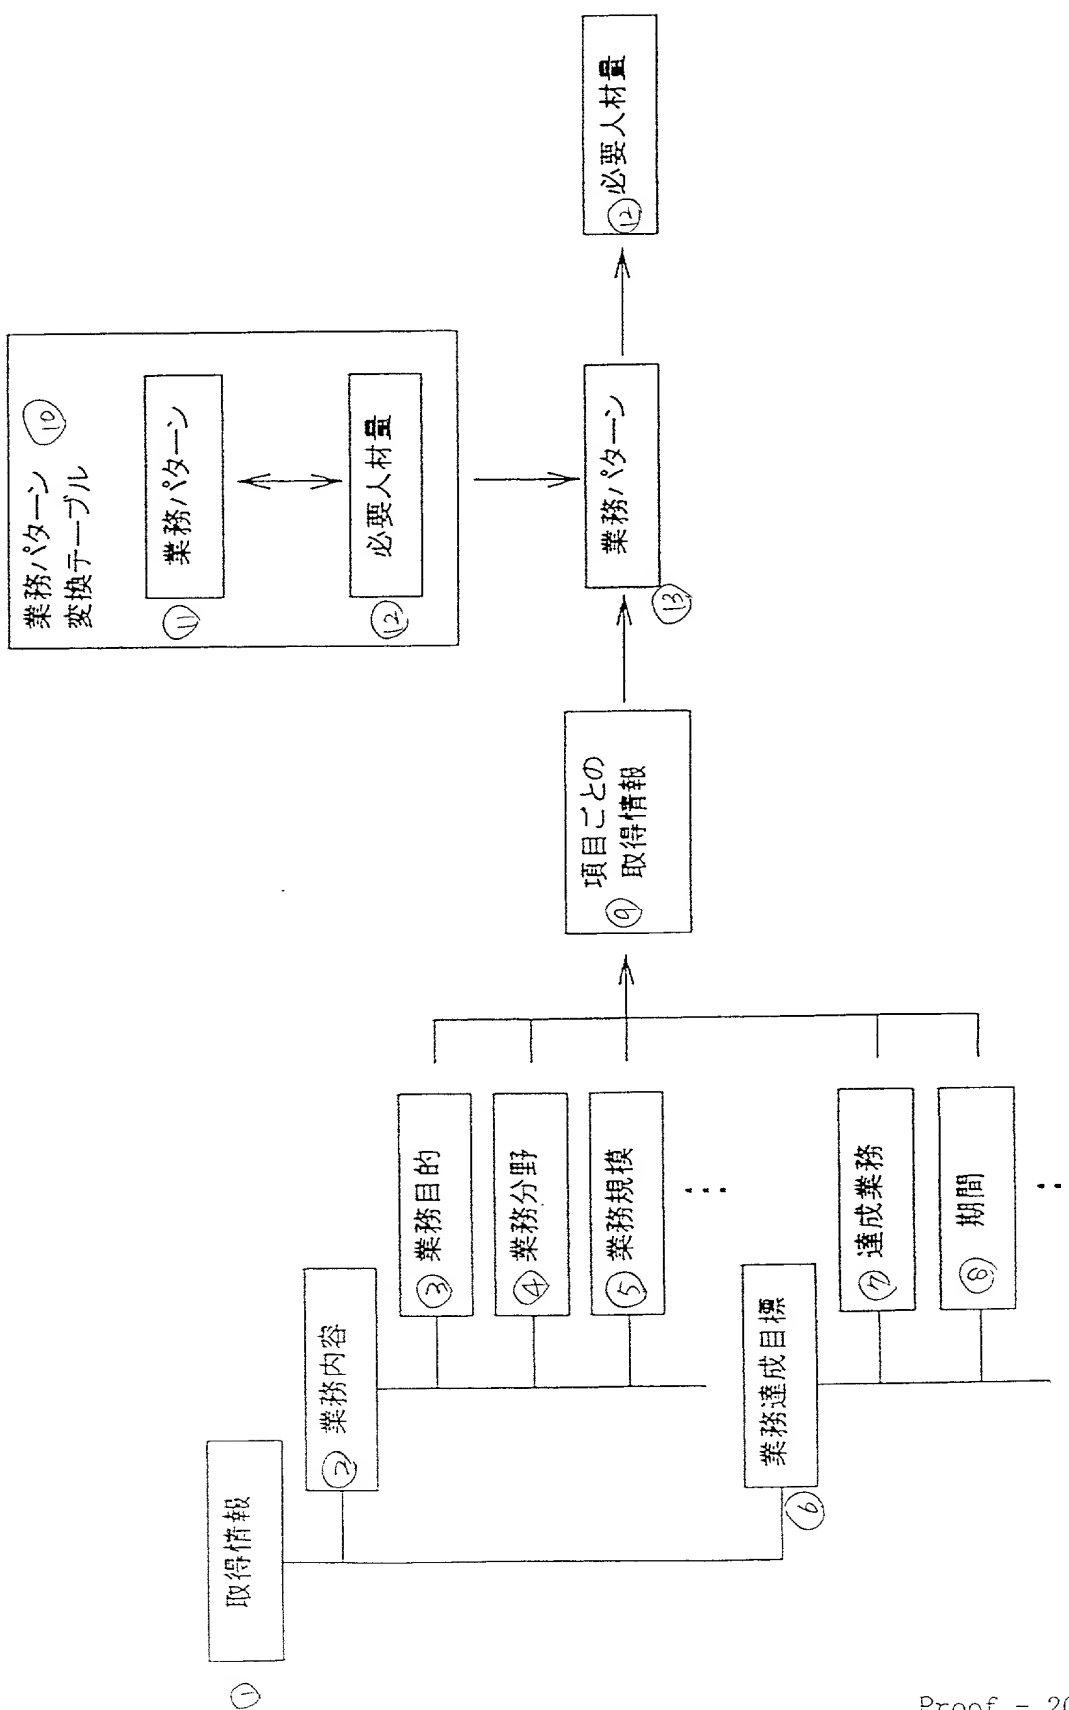 ① 取得情報
② 業務内容
③ 業務目的
④ 業務分野
⑤ 業務規模
⑥ 業務達成目標
⑦ 達成業務
⑧ 期間
⑨ 項目ごとの
取得情報
業務パターン ⑩
変換テーブル
⑪ 業務パターン
⑫ 必要人材量
⑬ 業務パターン
⑫ 必要人材量
Proof - 20